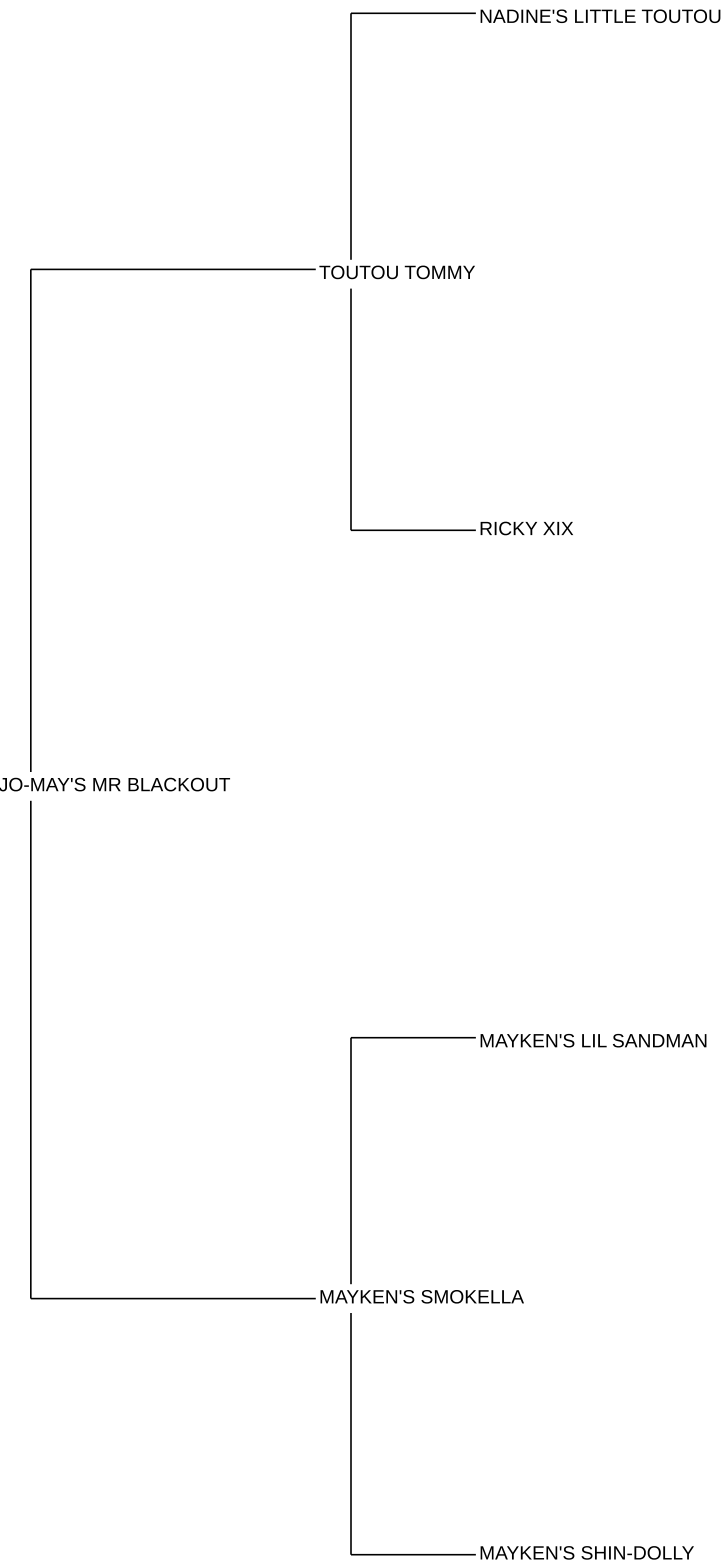 NADINE'S LITTLE TOUTOU
TOUTOU TOMMY
RICKY XIX
JO-MAY'S MR BLACKOUT
MAYKEN'S LIL SANDMAN
MAYKEN'S SMOKELLA
MAYKEN'S SHIN-DOLLY